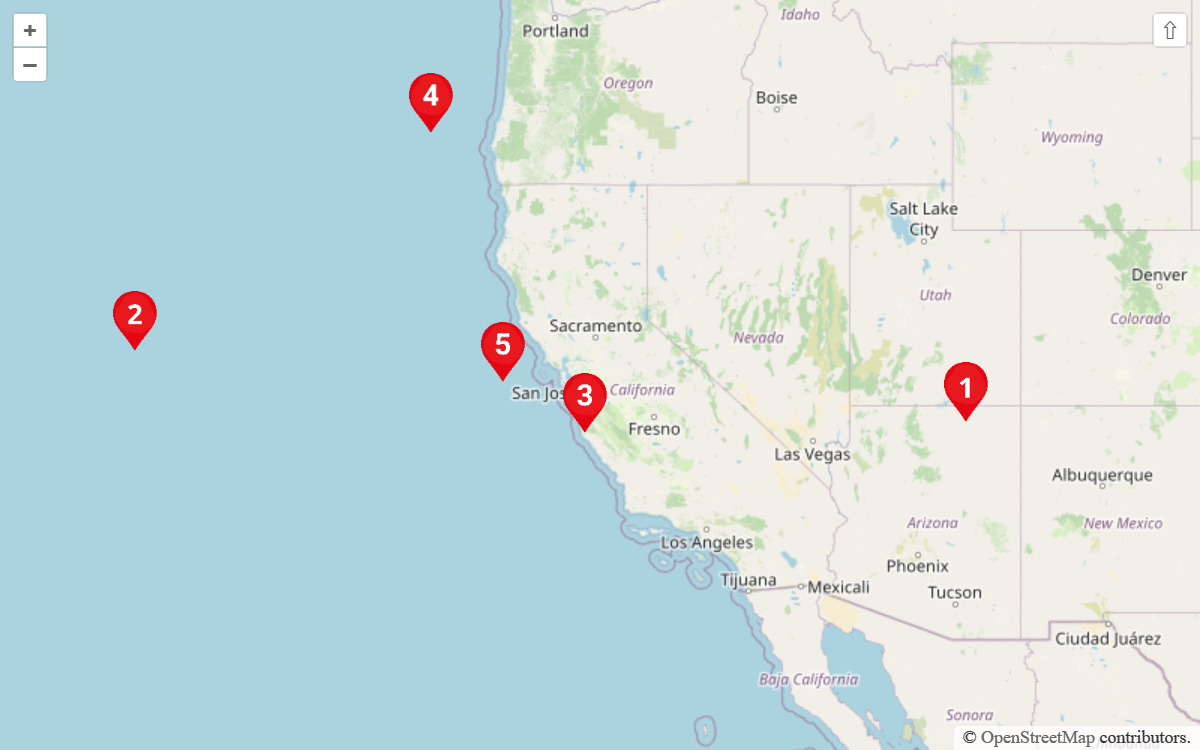 +
−
⇧
Idaho
Portland
Oregon
Boise
Wyoming
4
Salt Lake
City
Denver
Utah
Colorado
2
Sacramento
Nevada
5
San Jos
3
California
1
Fresno
Las Vegas
Albuquerque
Arizona
New Mexico
Los Angeles
Phoenix
Tijuana
Mexicali
Tucson
Ciudad Juárez
Baja California
Sonora
© OpenStreetMap contributors.